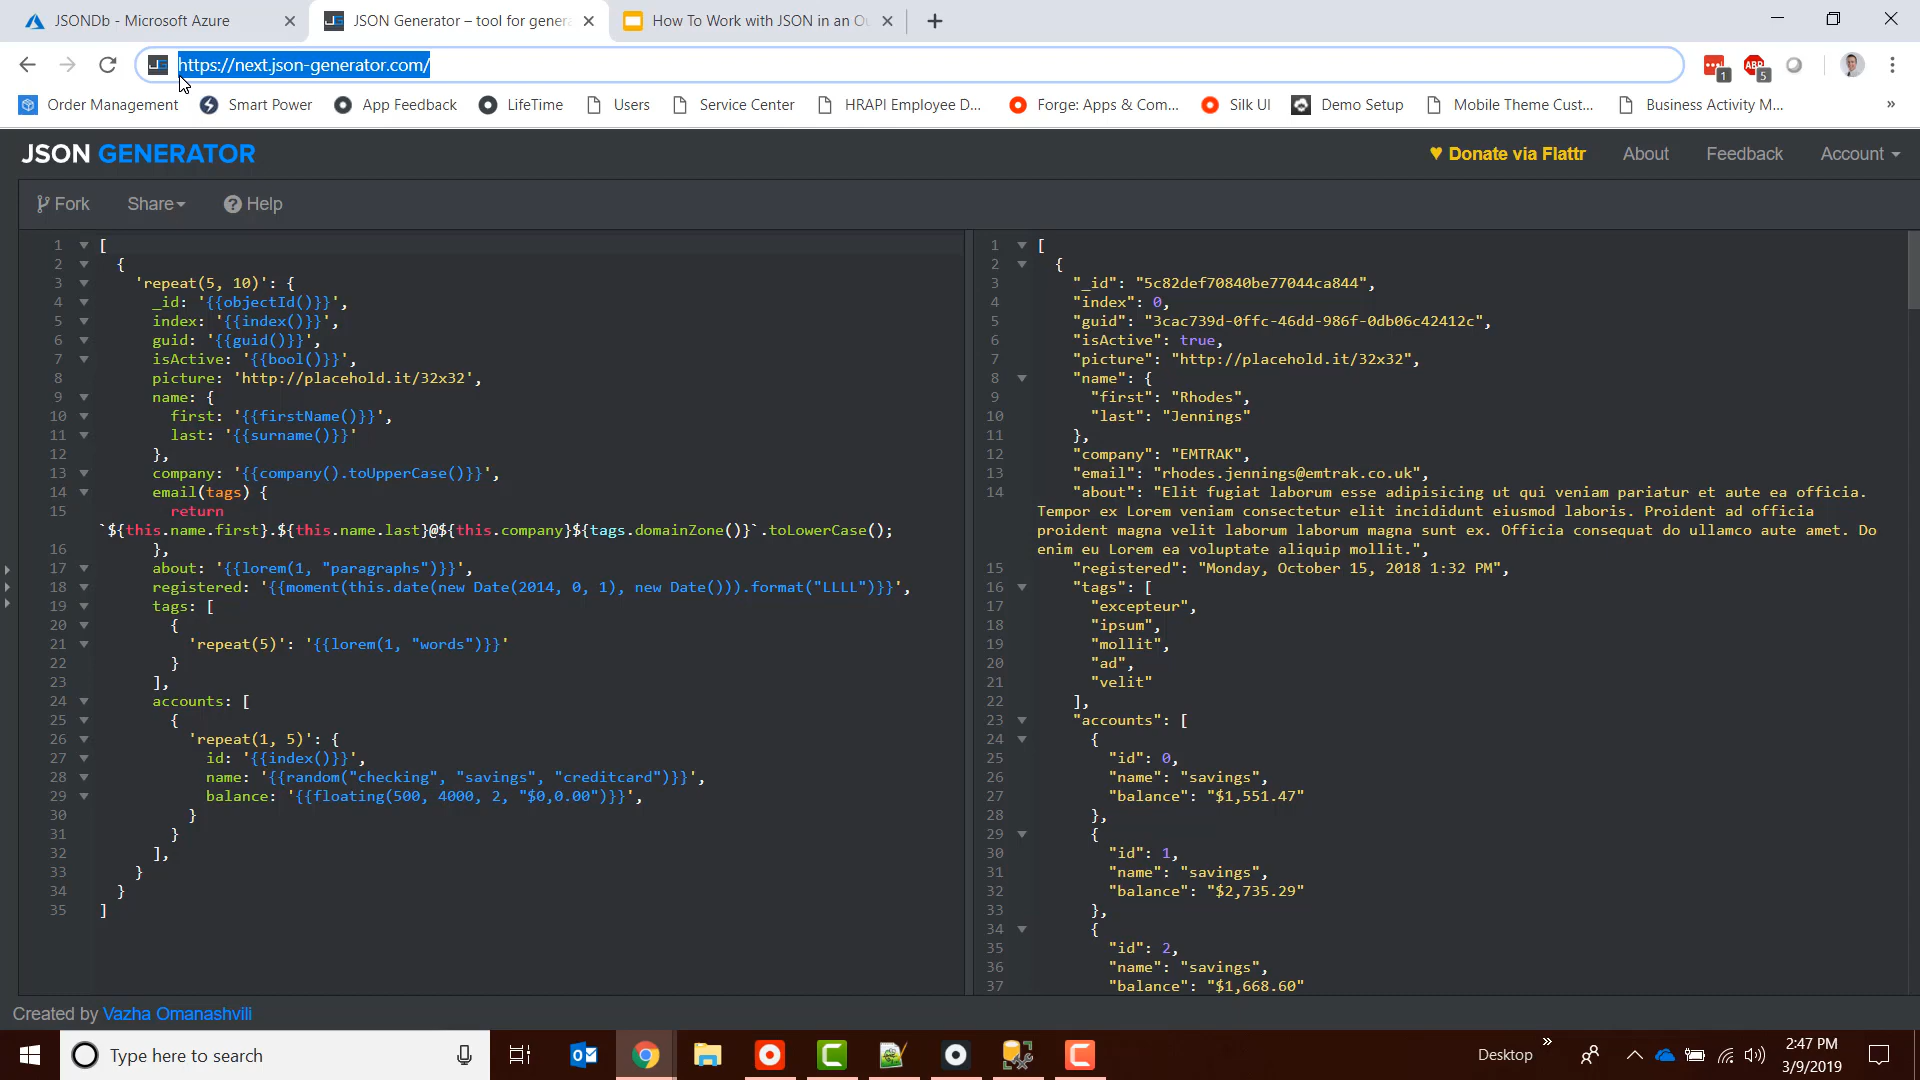 JSONDb - Microsoft Azure
JSON Generator – tool for genera
How To Work with JSON in an Ou
https://next.json-generator.com/
1
ABP
5
Order Management
Smart Power
App Feedback
LifeTime
Users
Service Center
HRAPI Employee D...
Forge: Apps & Com...
Silk UI
Demo Setup
Mobile Theme Cust...
Business Activity M...
»
JSON GENERATOR
♥ Donate via Flattr
About
Feedback
Account
Fork
Share
Help
1 [
2 {
3 'repeat(5, 10)': {
4 _id: '{{objectId()}}',
5 index: '{{index()}}',
6 guid: '{{guid()}}',
7 isActive: '{{bool()}}',
8 picture: 'http://placehold.it/32x32',
9 name: {
10 first: '{{firstName()}}',
11 last: '{{surname()}}'
12 },
13 company: '{{company().toUpperCase()}}',
14 email(tags) {
15 return
`${this.name.first}.${this.name.last}@${this.company}${tags.domainZone()}`.toLowerCase();
16 },
17 about: '{{lorem(1, "paragraphs")}}',
18 registered: '{{moment(this.date(new Date(2014, 0, 1), new Date())).format("LLLL")}}',
19 tags: [
20 {
21 'repeat(5)': '{{lorem(1, "words")}}'
22 }
23 ],
24 accounts: [
25 {
26 'repeat(1, 5)': {
27 id: '{{index()}}',
28 name: '{{random("checking", "savings", "creditcard")}}',
29 balance: '{{floating(500, 4000, 2, "$0,0.00")}}',
30 }
31 }
32 ],
33 }
34 }
35 ]
1 [
2 {
3 "_id": "5c82def70840be77044ca844",
4 "index": 0,
5 "guid": "3cac739d-0ffc-46dd-986f-0db06c42412c",
6 "isActive": true,
7 "picture": "http://placehold.it/32x32",
8 "name": {
9 "first": "Rhodes",
10 "last": "Jennings"
11 },
12 "company": "EMTRAK",
13 "email": "rhodes.jennings@emtrak.co.uk",
14 "about": "Elit fugiat laborum esse adipisicing ut qui veniam pariatur et aute ea officia.
Tempor ex Lorem veniam consectetur elit incididunt eiusmod laboris. Proident ad officia
proident magna velit laborum laborum magna sunt ex. Officia consequat do ullamco aute amet. Do
enim eu Lorem ea voluptate aliquip mollit.",
15 "registered": "Monday, October 15, 2018 1:32 PM",
16 "tags": [
17 "excepteur",
18 "ipsum",
19 "mollit",
20 "ad",
21 "velit"
22 ],
23 "accounts": [
24 {
25 "id": 0,
26 "name": "savings",
27 "balance": "$1,551.47"
28 },
29 {
30 "id": 1,
31 "name": "savings",
32 "balance": "$2,735.29"
33 },
34 {
35 "id": 2,
36 "name": "savings",
37 "balance": "$1,668.60"
Created by Vazha Omanashvili
Type here to search
Desktop
»
2:47 PM
3/9/2019